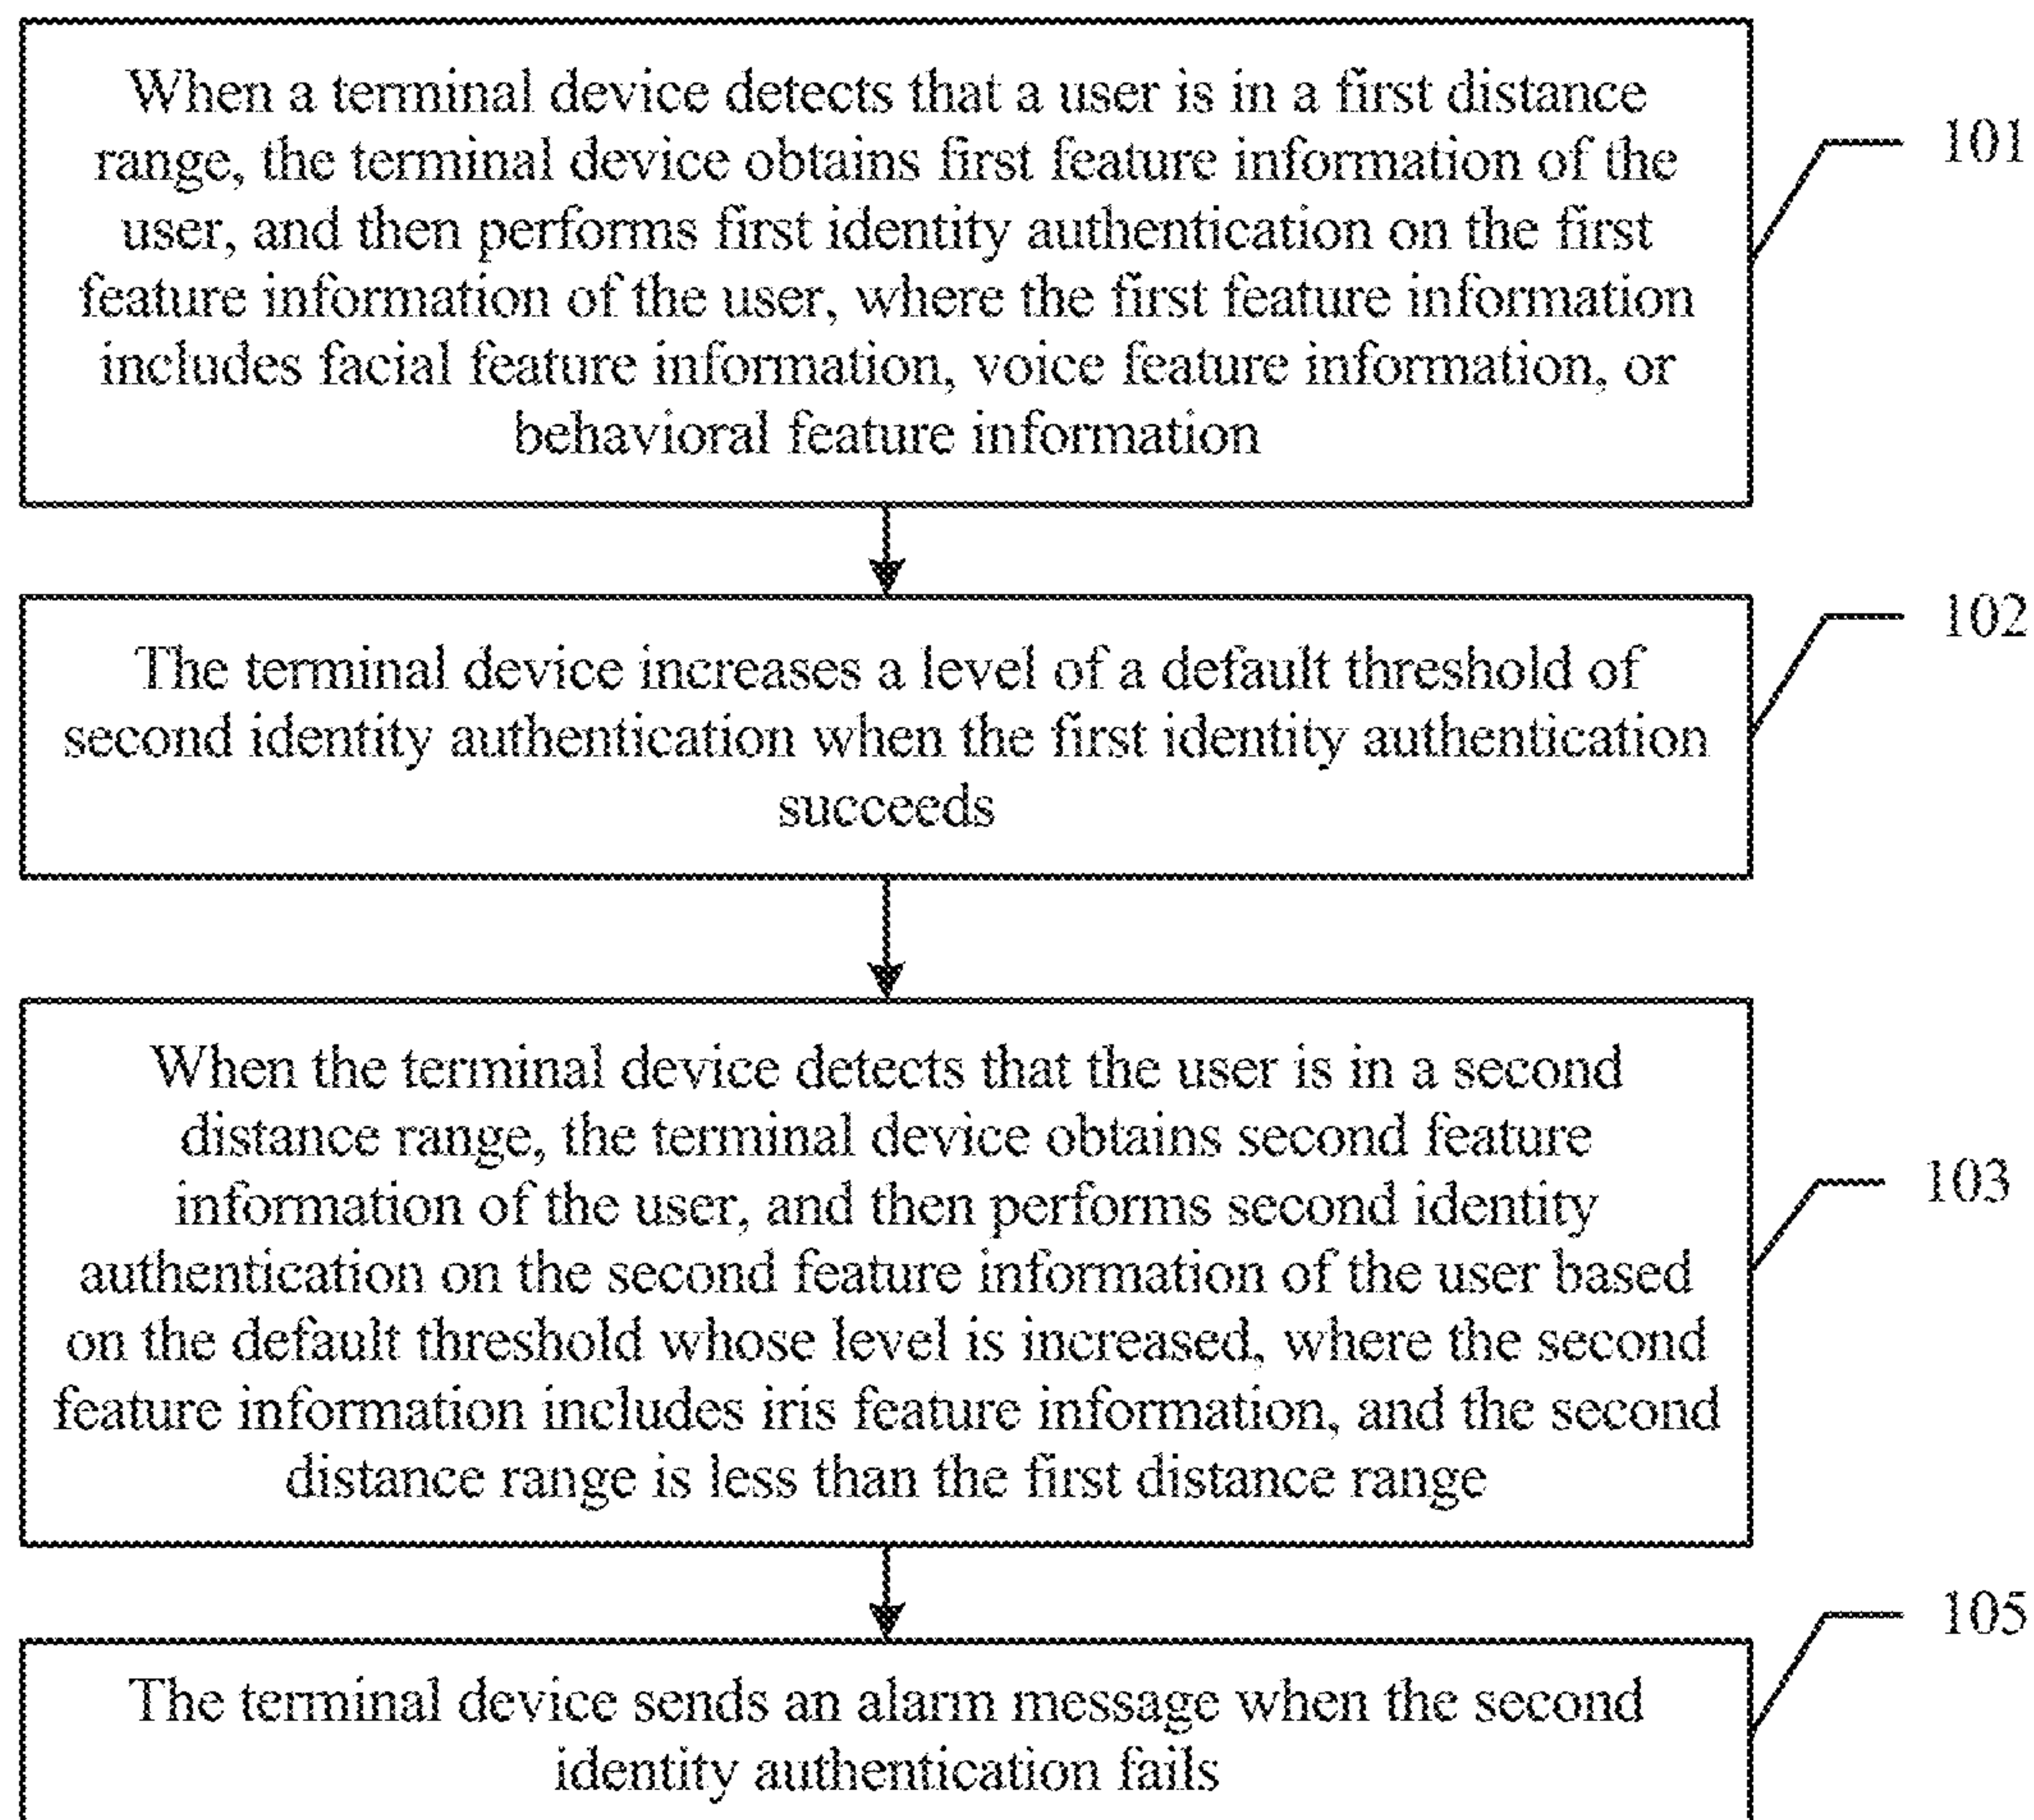 When a terminal device detects that a user is in a first distance
range, the terminal device obtains first feature information of the
user, and then performs first identity authentication on the first
feature information of the user, where the first feature information
includes facial feature information, voice feature information, or
behavioral feature information
101
The terminal device increases a level of a default threshold of
second identity authentication when the first identity authentication
succeeds
102
When the terminal device detects that the user is in a second
distance range, the terminal device obtains second feature
information of the user, and then performs second identity
authentication on the second feature information of the user based
on the default threshold whose level is increased, where the second
feature information includes iris feature information, and the second
distance range is less than the first distance range
103
The terminal device sends an alarm message when the second
identity authentication fails
105